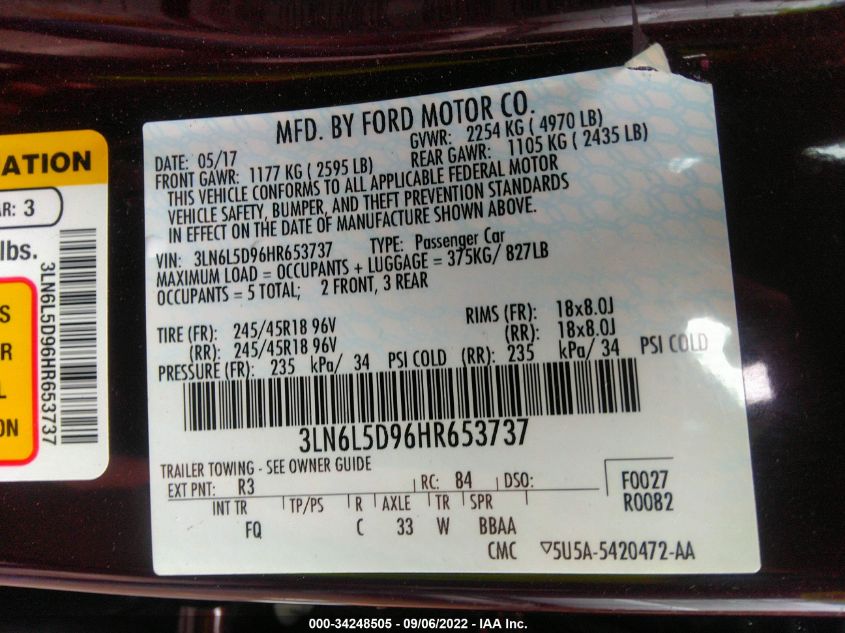 ATION
AR: 3
lbs.
S
R
L
ON
3LN6L5D96HR653737
MFD. BY FORD MOTOR CO.
DATE: 05/17 GVWR: 2254 KG ( 4970 LB)
FRONT GAWR: 1177 KG ( 2595 LB) REAR GAWR: 1105 KG ( 2435 LB)
THIS VEHICLE CONFORMS TO ALL APPLICABLE FEDERAL MOTOR
VEHICLE SAFETY, BUMPER, AND THEFT PREVENTION STANDARDS
IN EFFECT ON THE DATE OF MANUFACTURE SHOWN ABOVE.
VIN: 3LN6L5D96HR653737 TYPE: Passenger Car
MAXIMUM LOAD = OCCUPANTS + LUGGAGE = 375KG/ 827LB
OCCUPANTS = 5 TOTAL; 2 FRONT, 3 REAR
TIRE (FR): 245/45R18 96V RIMS (FR): 18x8.0J
(RR): 245/45R18 96V (RR): 18x8.0J
PRESSURE (FR): 235 kPa/ 34 PSI COLD (RR): 235 kPa/ 34 PSI COLD
3LN6L5D96HR653737
TRAILER TOWING - SEE OWNER GUIDE
EXT PNT: R3 RC: 84 DSO: F0027
R0082
INT TR TP/PS R AXLE TR SPR
FQ C 33 W BBAA
CMC ▽5U5A-5420472-AA
000-34248505 - 09/06/2022 - IAA Inc.